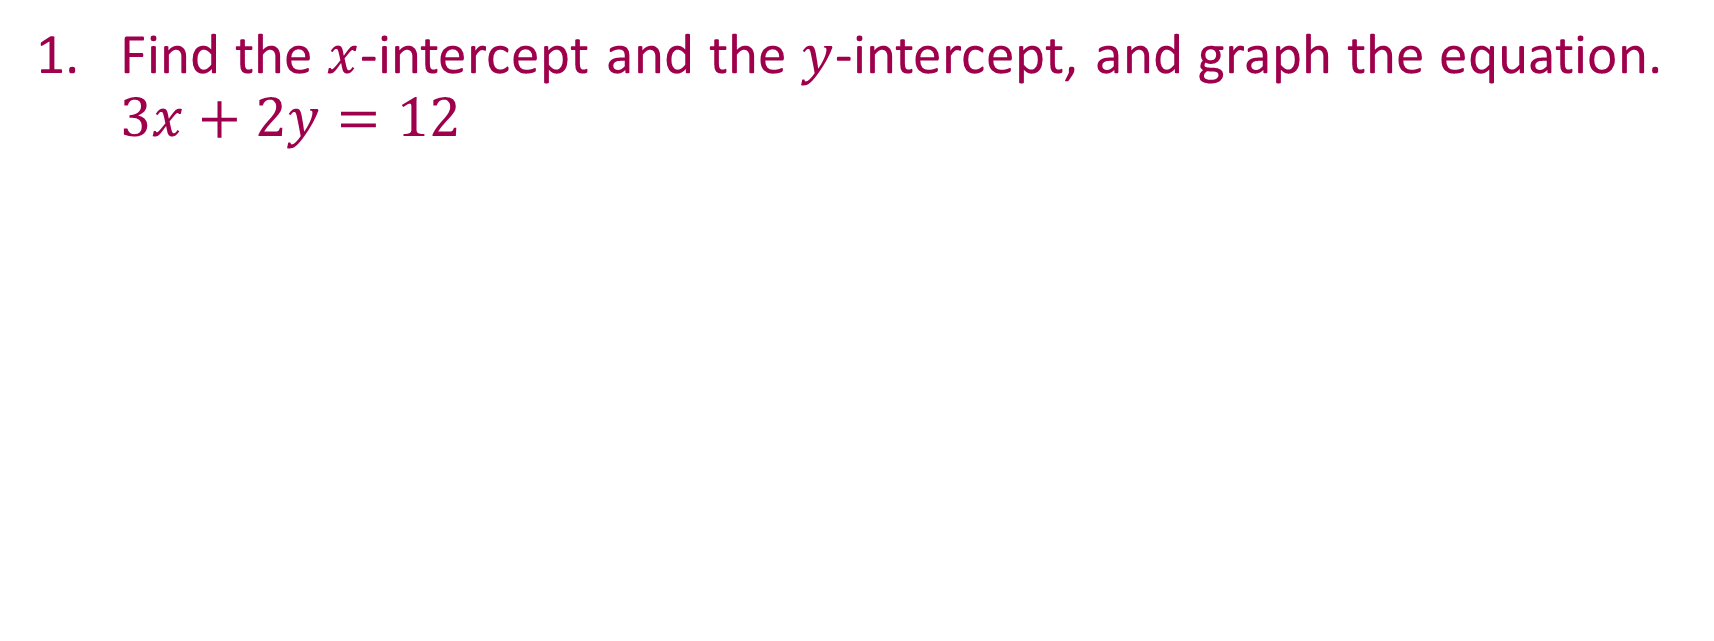 1. Find the x-intercept and the y-intercept, and graph the equation.
3x + 2y = 12